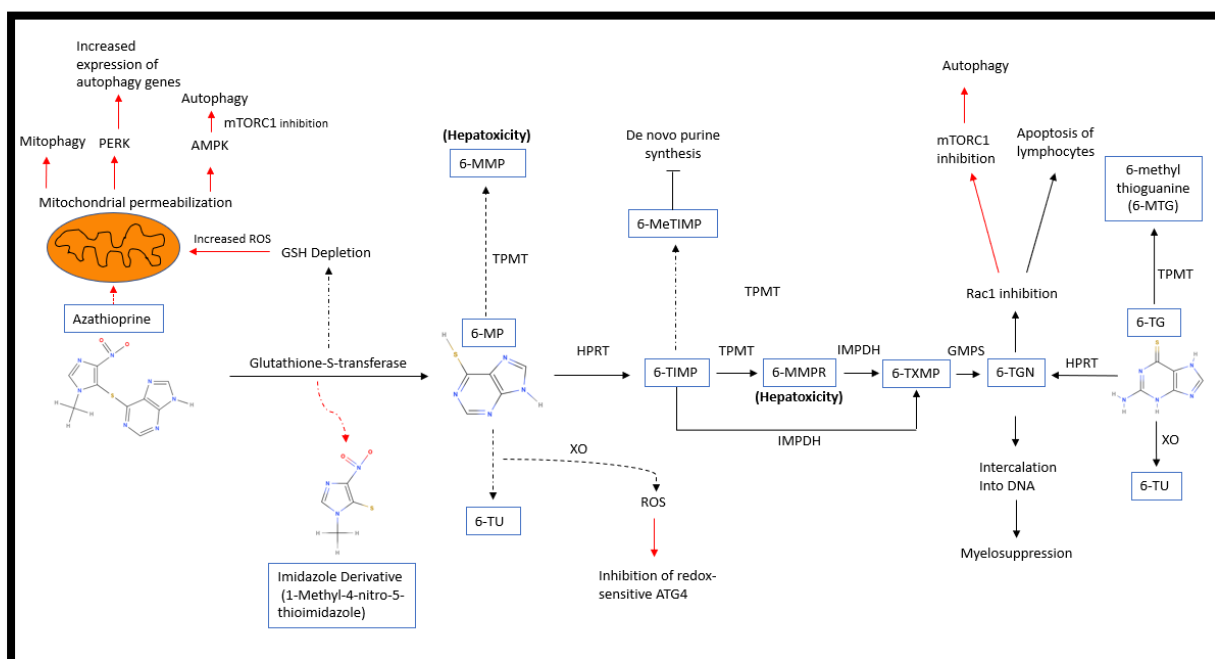 Increased
expression of
autophagy genes
Autophagy
mTORC1 inhibition
Mitophagy
PERK
AMPK
Mitochondrial permeabilization
Increased ROS
GSH Depletion
Azathioprine
Glutathione-S-transferase
Imidazole Derivative
(1-Methyl-4-nitro-5-
thioimidazole)
(Hepatoxicity)
6-MMP
TPMT
6-MP
HPRT
XO
6-TU
ROS
Inhibition of redox-
sensitive ATG4
De novo purine
synthesis
6-MeTIMP
TPMT
6-TIMP
TPMT
6-MMPR
(Hepatoxicity)
IMPDH
6-TXMP
GMPS
6-TGN
IMPDH
Autophagy
mTORC1
inhibition
Apoptosis of
lymphocytes
Rac1 inhibition
Intercalation
Into DNA
Myelosuppression
HPRT
6-methyl
thioguanine
(6-MTG)
TPMT
6-TG
XO
6-TU
N
O
O
N
N
S
N
N
N
N
H
H
H
H
N
O
O
N
N
S
H
H
H
H
S
N
N
N
N
H
S
N
N
N
N
N
H
H
H
H